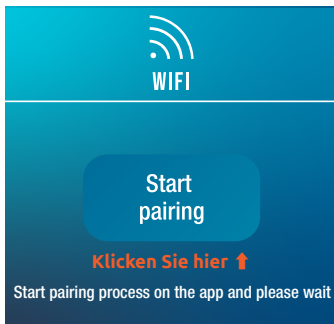 WIFI
Start
pairing
Klicken Sie hier ⬆
Start pairing process on the app and please wait